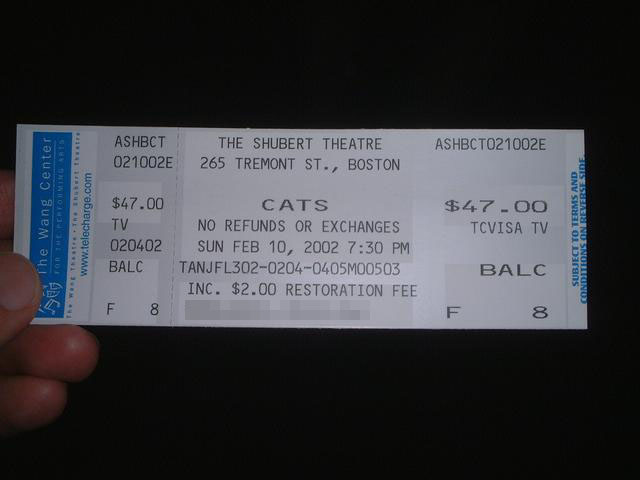 The Wang Center
FOR THE PERFORMING ARTS
The Wang Theatre • The Shubert Theatre
www.telecharge.com
ASHBCT
021002E
$47.00
TV
020402
BALC
F 8
THE SHUBERT THEATRE
265 TREMONT ST., BOSTON
CATS
NO REFUNDS OR EXCHANGES
SUN FEB 10, 2002 7:30 PM
TANJFL302-0204-0405M00503
INC. $2.00 RESTORATION FEE
ASHBCT021002E
$47.00
TCVISA TV
BALC
F 8
SUBJECT TO TERMS AND
CONDITIONS ON REVERSE SIDE